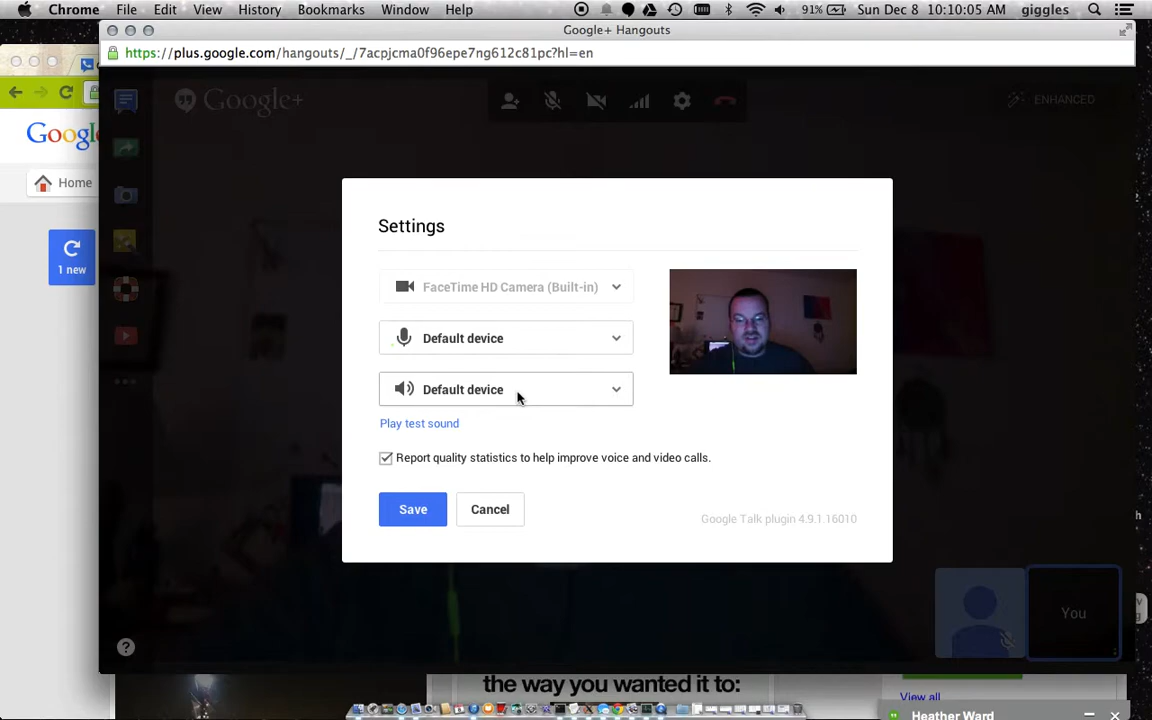 Chrome File Edit View History Bookmarks Window Help 91% Sun Dec 8 10:10:05 AM giggles
Google+ Hangouts
https://plus.google.com/hangouts/_/7acpjcma0f96epe7ng612c81pc?hl=en
Google+
ENHANCED
Google
Home
1 new
Settings
FaceTime HD Camera (Built-in)
Default device
Default device
Play test sound
Report quality statistics to help improve voice and video calls.
Save Cancel
Google Talk plugin 4.9.1.16010
You
?
the way you wanted it to:
View all
Heather Ward